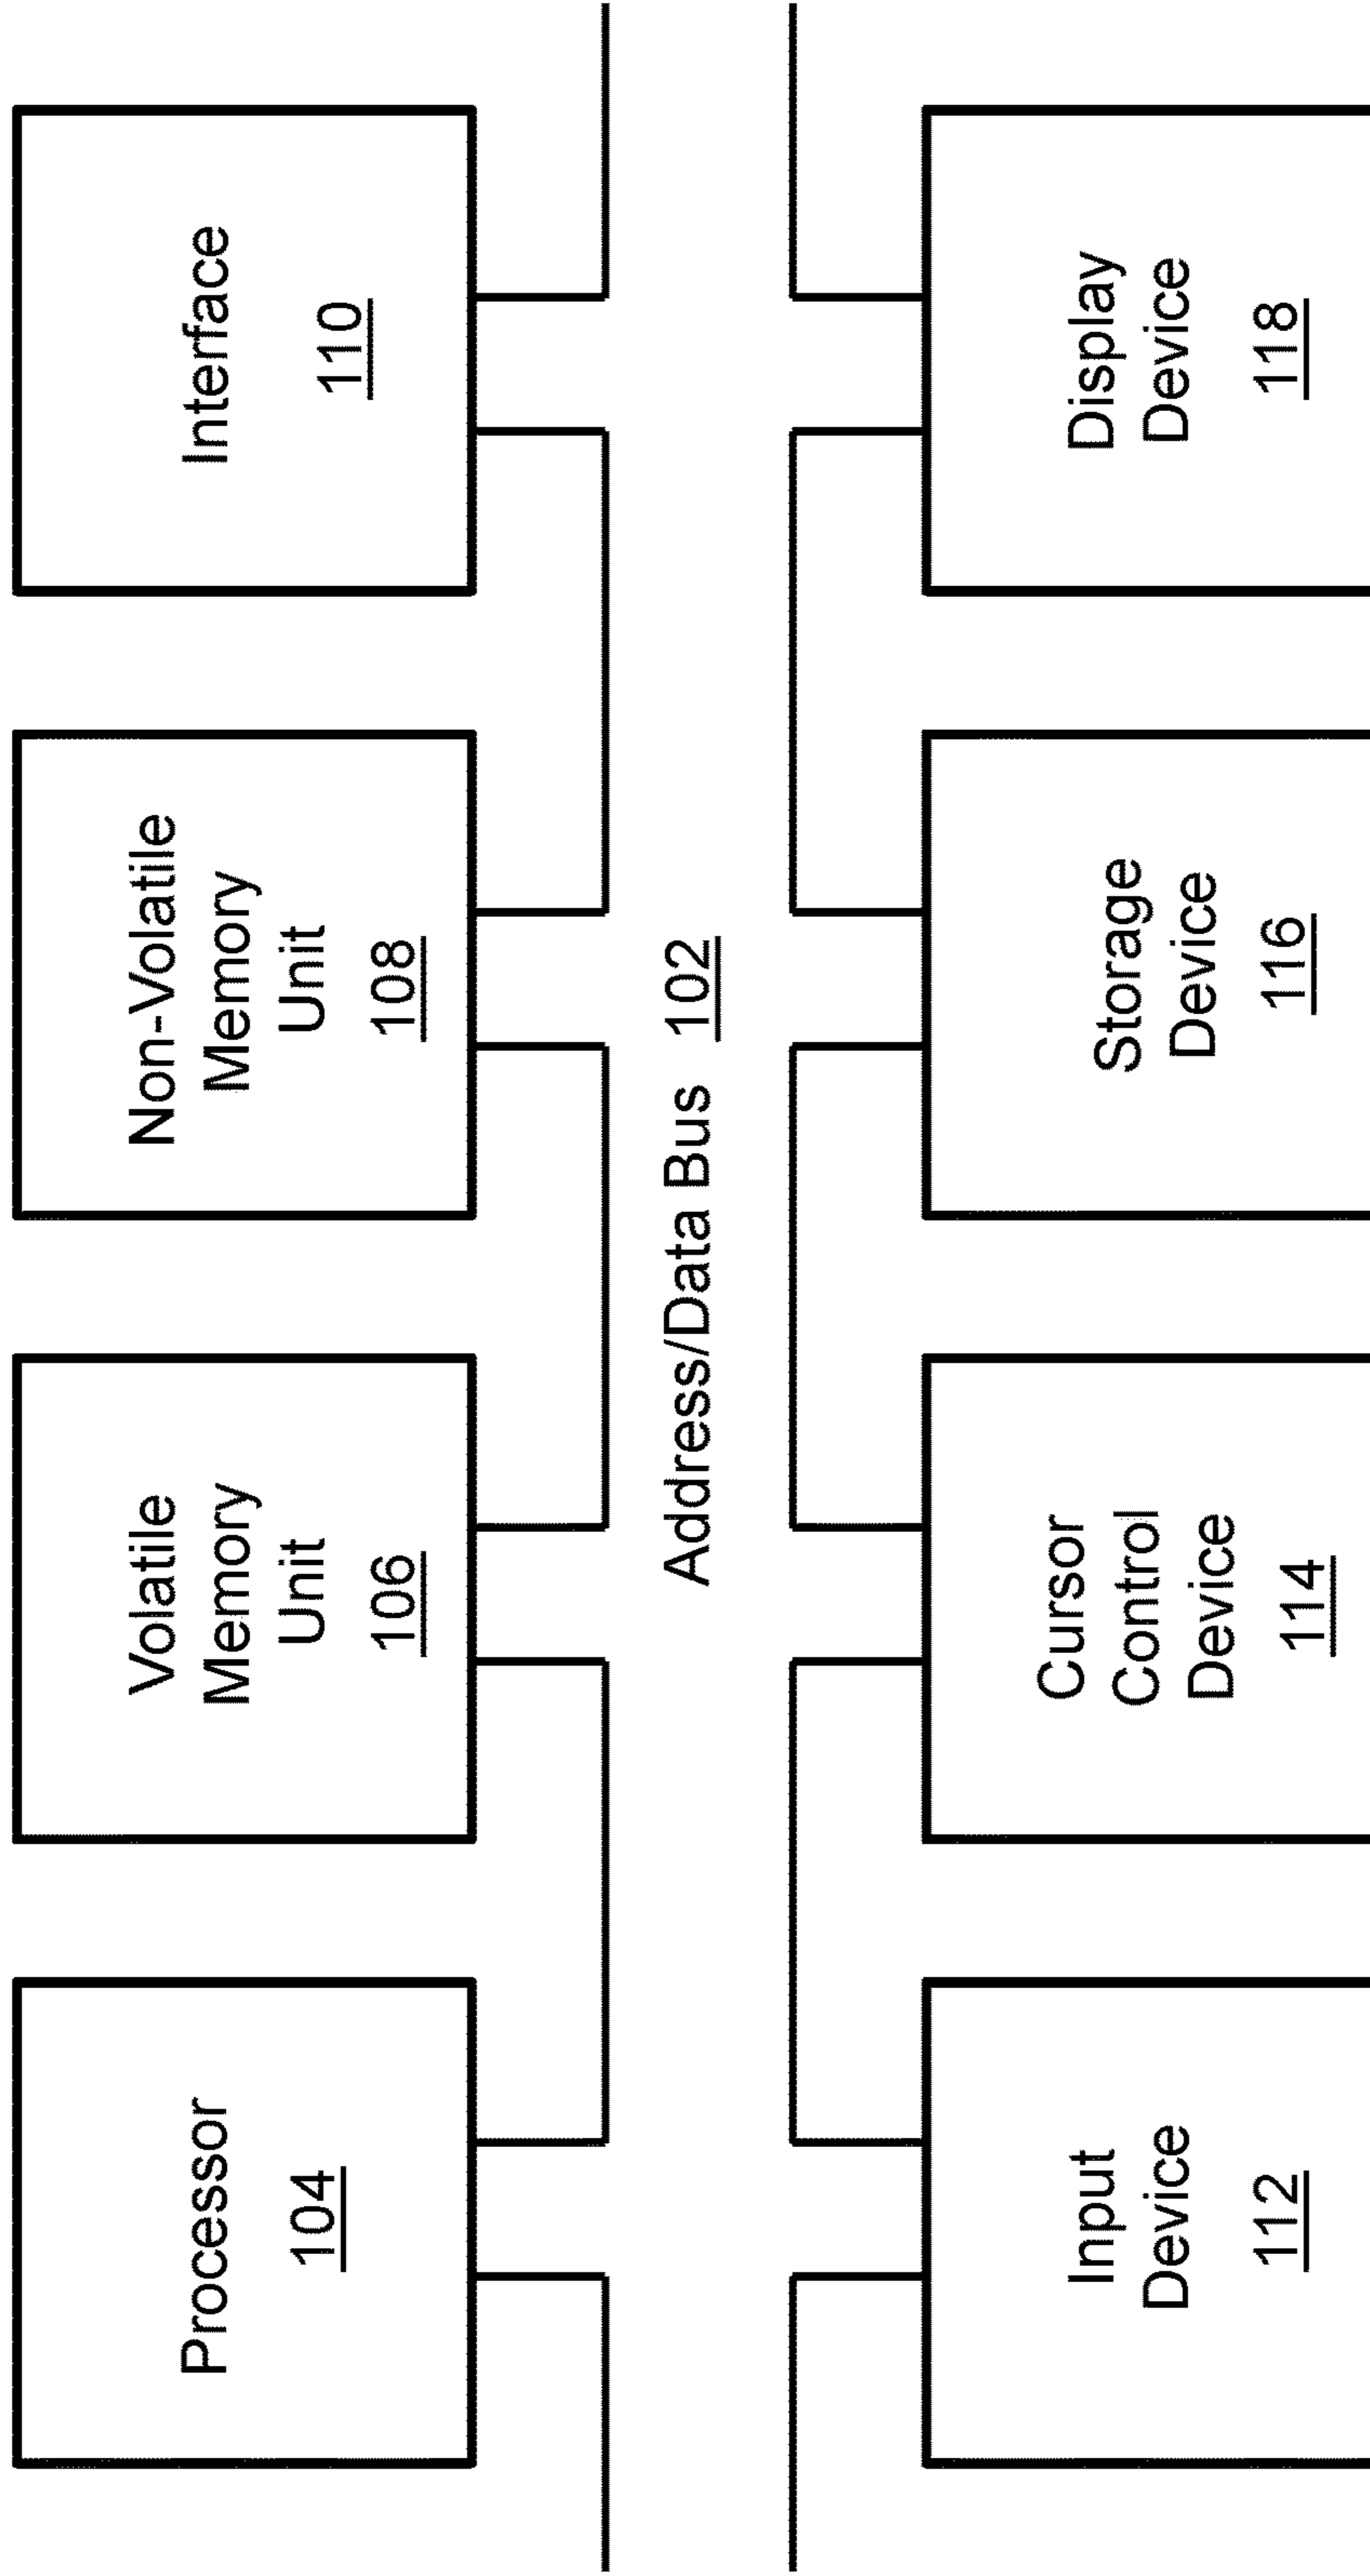 Processor
104
Volatile
Memory
Unit
106
Non-Volatile
Memory
Unit
108
Interface
110
Address/Data Bus 102
Input
Device
112
Cursor
Control
Device
114
Storage
Device
116
Display
Device
118